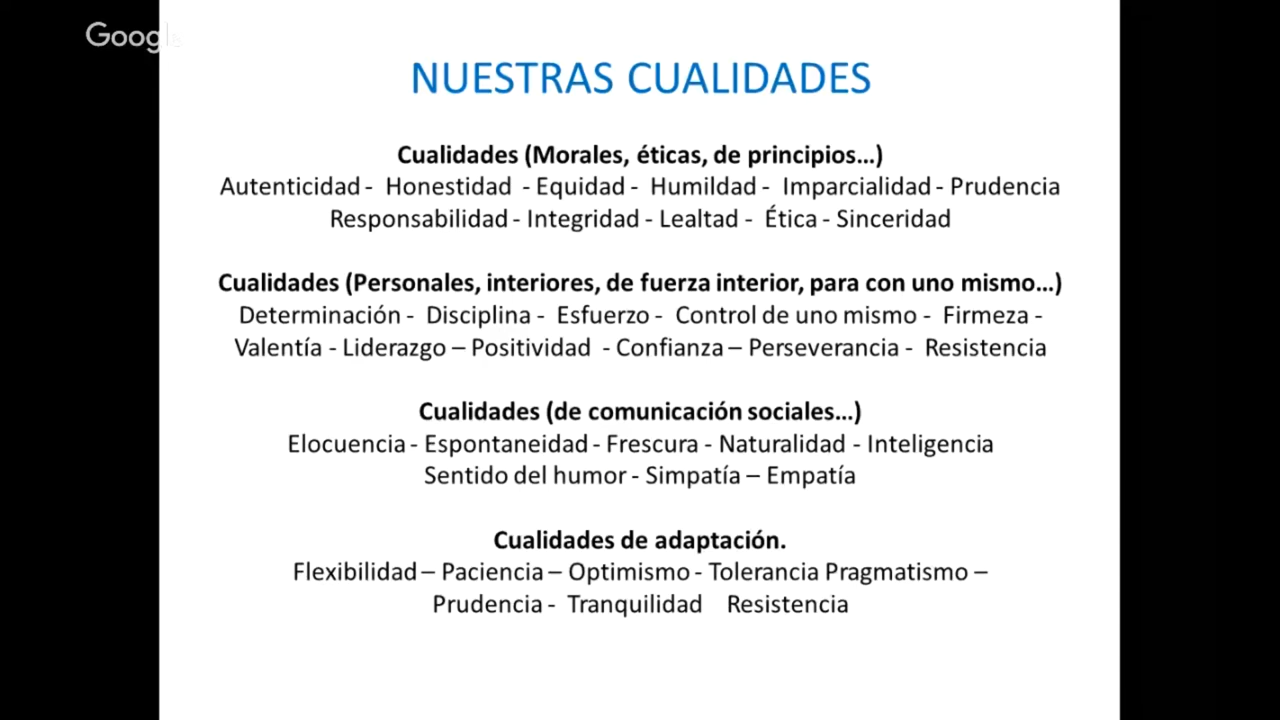 Google
NUESTRAS CUALIDADES
Cualidades (Morales, éticas, de principios...)
Autenticidad - Honestidad - Equidad - Humildad - Imparcialidad - Prudencia
Responsabilidad - Integridad - Lealtad - Ética - Sinceridad
Cualidades (Personales, interiores, de fuerza interior, para con uno mismo...)
Determinación - Disciplina - Esfuerzo - Control de uno mismo - Firmeza -
Valentía - Liderazgo – Positividad - Confianza – Perseverancia - Resistencia
Cualidades (de comunicación sociales...)
Elocuencia - Espontaneidad - Frescura - Naturalidad - Inteligencia
Sentido del humor - Simpatía – Empatía
Cualidades de adaptación.
Flexibilidad – Paciencia – Optimismo - Tolerancia Pragmatismo –
Prudencia - Tranquilidad Resistencia